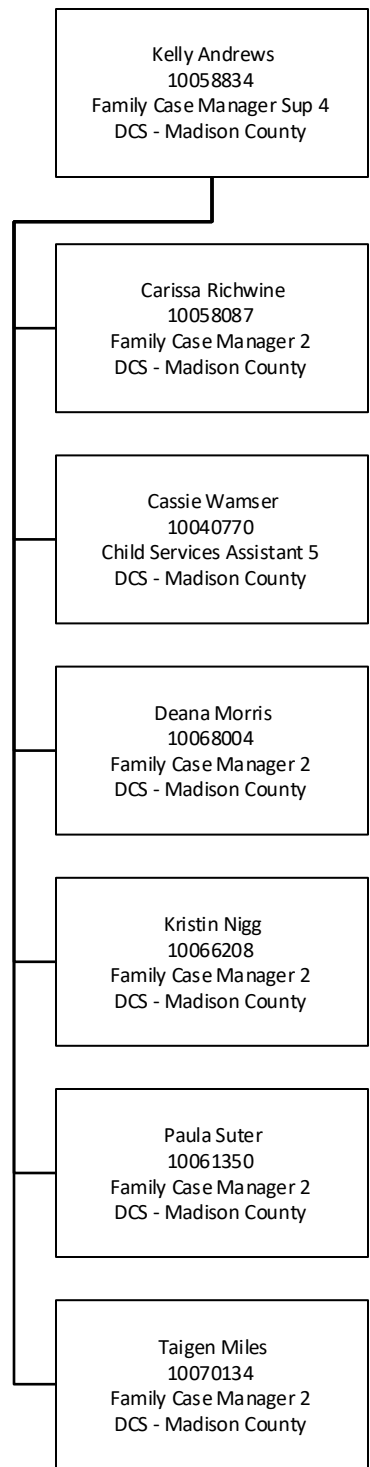 Kelly Andrews
10058834
Family Case Manager Sup 4
DCS - Madison County
Carissa Richwine
10058087
Family Case Manager 2
DCS - Madison County
Cassie Wamser
10040770
Child Services Assistant 5
DCS - Madison County
Deana Morris
10068004
Family Case Manager 2
DCS - Madison County
Kristin Nigg
10066208
Family Case Manager 2
DCS - Madison County
Paula Suter
10061350
Family Case Manager 2
DCS - Madison County
Taigen Miles
10070134
Family Case Manager 2
DCS - Madison County